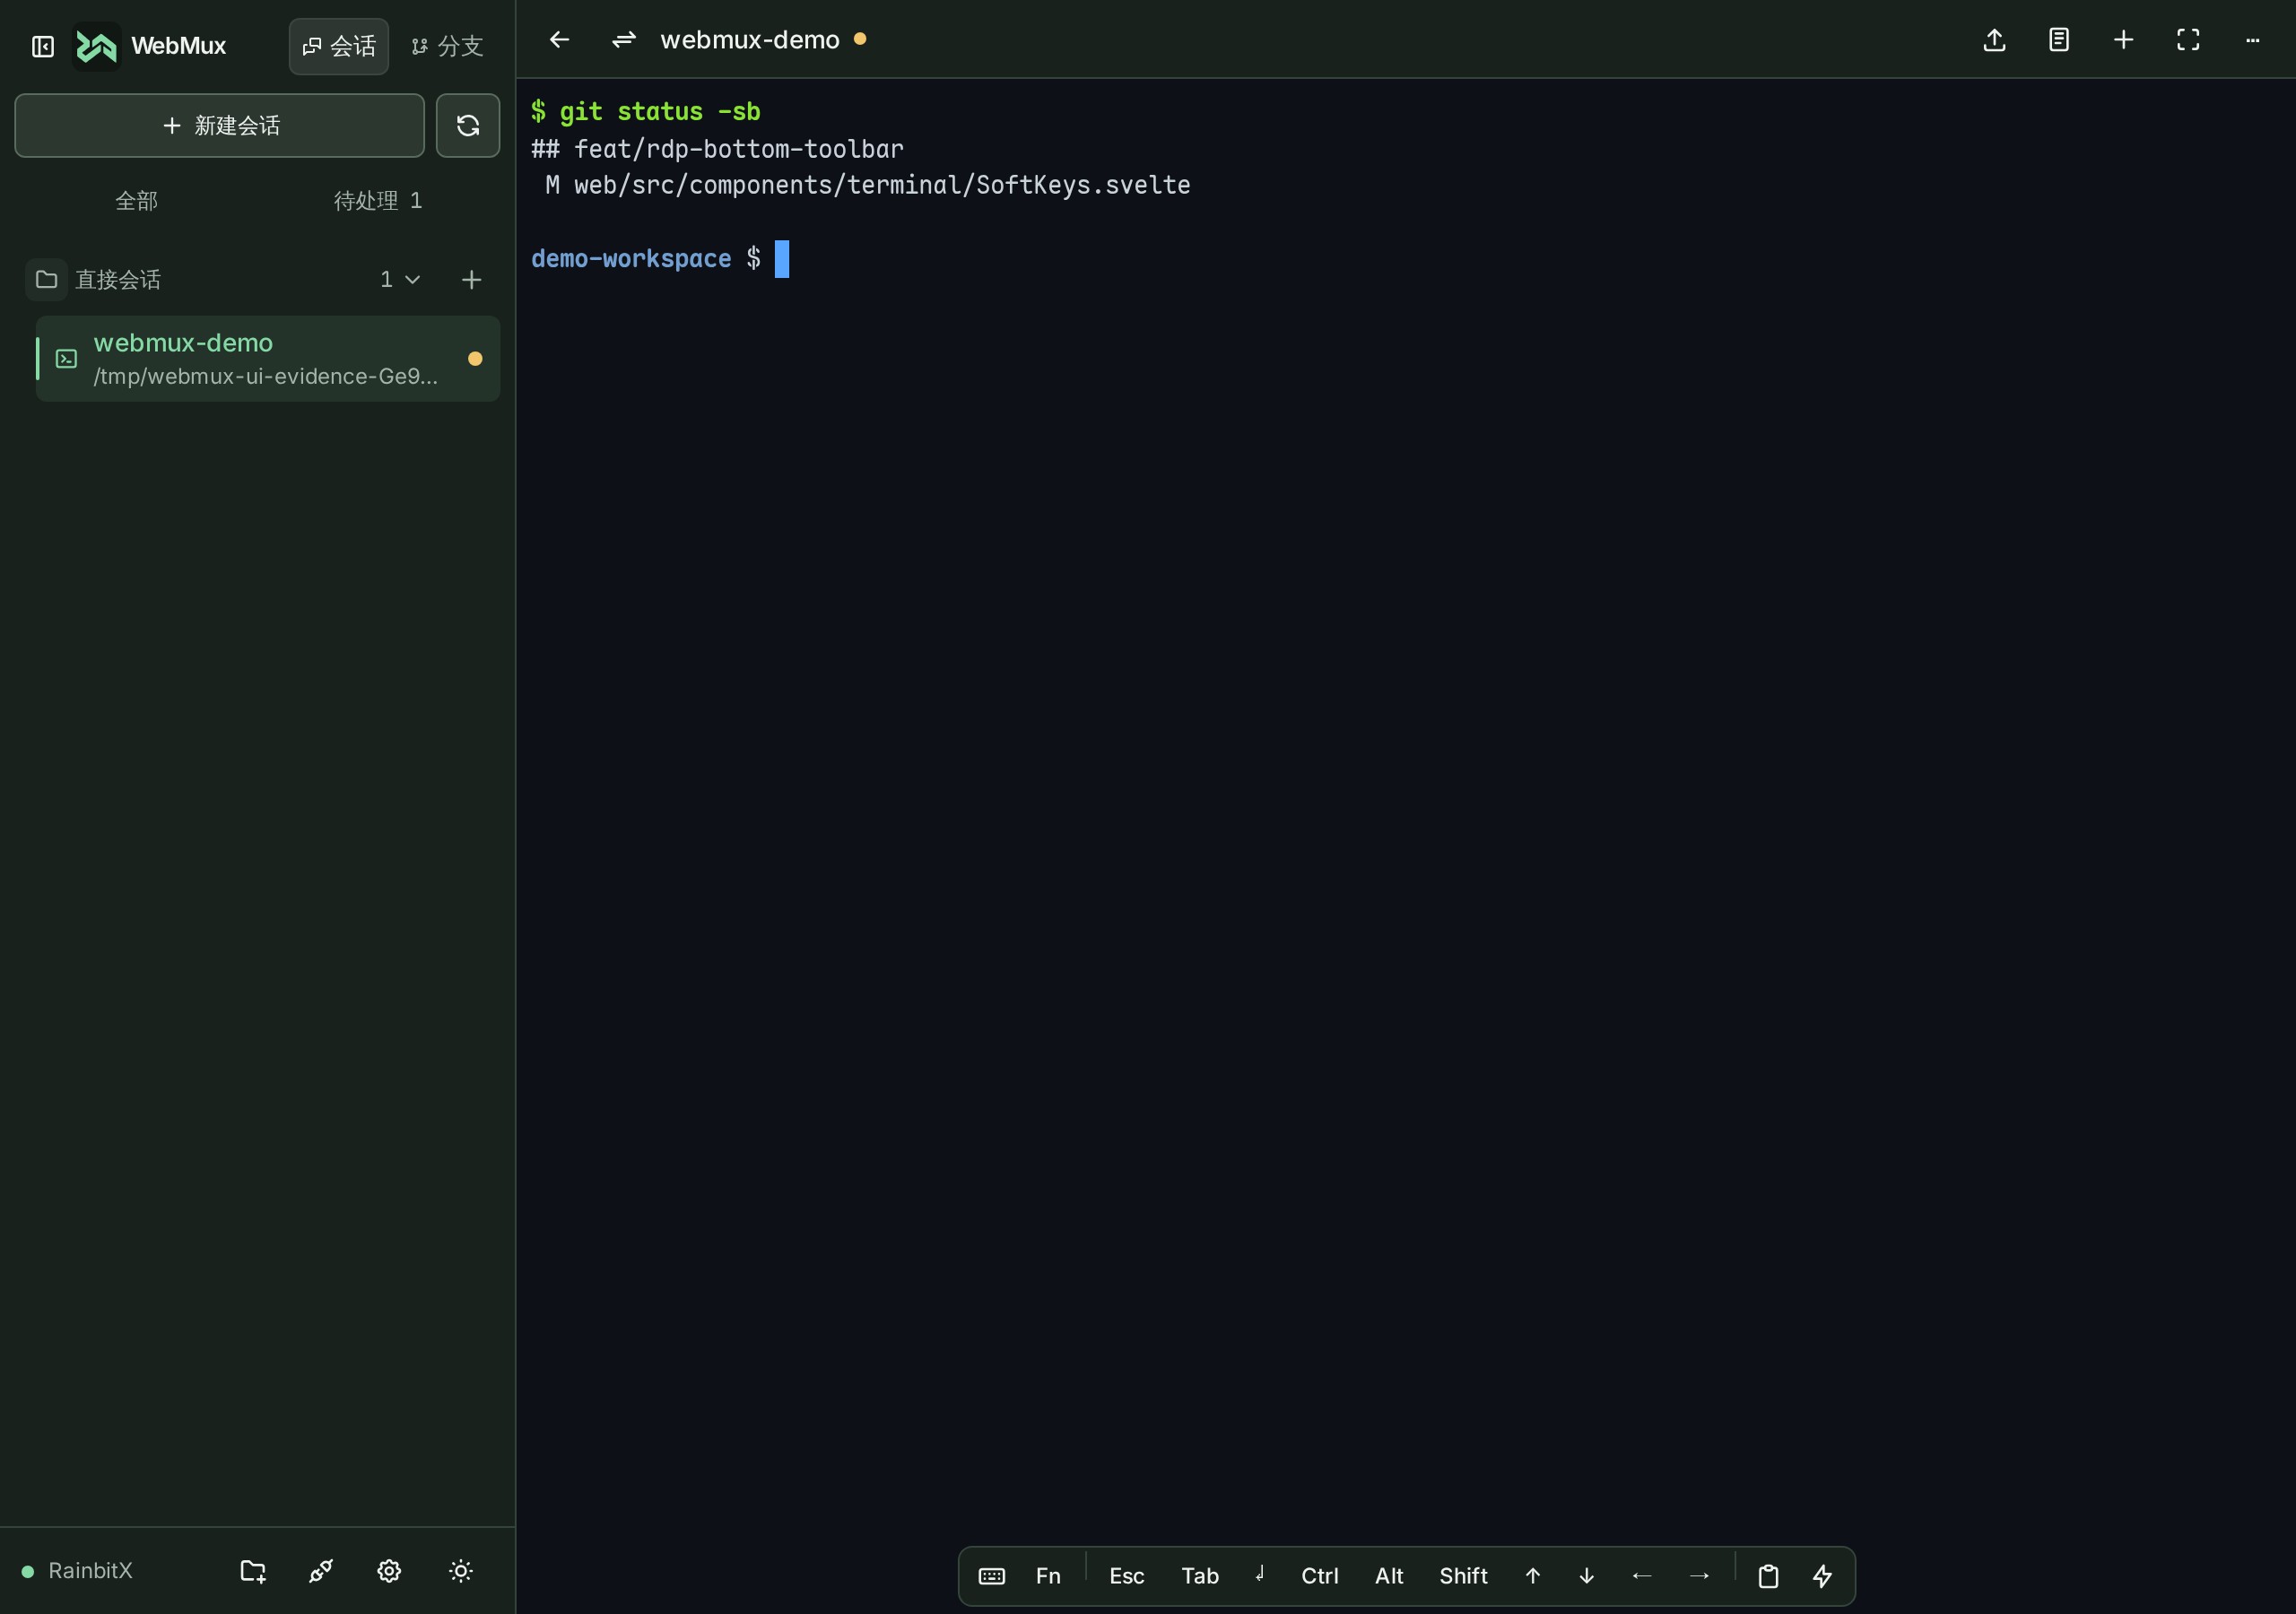 WebMux 会话 分支
新建会话
全部 待处理 1
直接会话 1
webmux-demo
/tmp/webmux-ui-evidence-Ge9...
RainbitX
webmux-demo
$ git status -sb
## feat/rdp-bottom-toolbar
 M web/src/components/terminal/SoftKeys.svelte
demo-workspace $
Fn Esc Tab ↲ Ctrl Alt Shift ↑ ↓ ← →